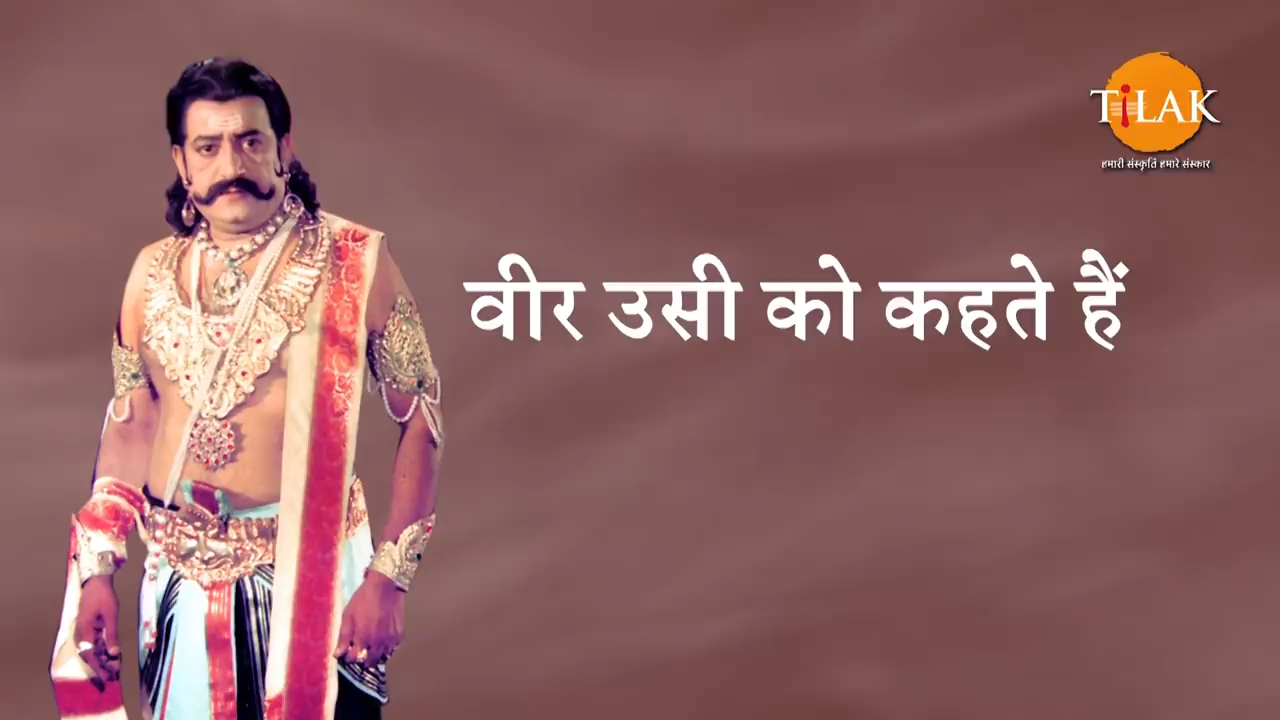 TiLAK
हमारी संस्कृति हमारे संस्कार
वीर उसी को कहते हैं